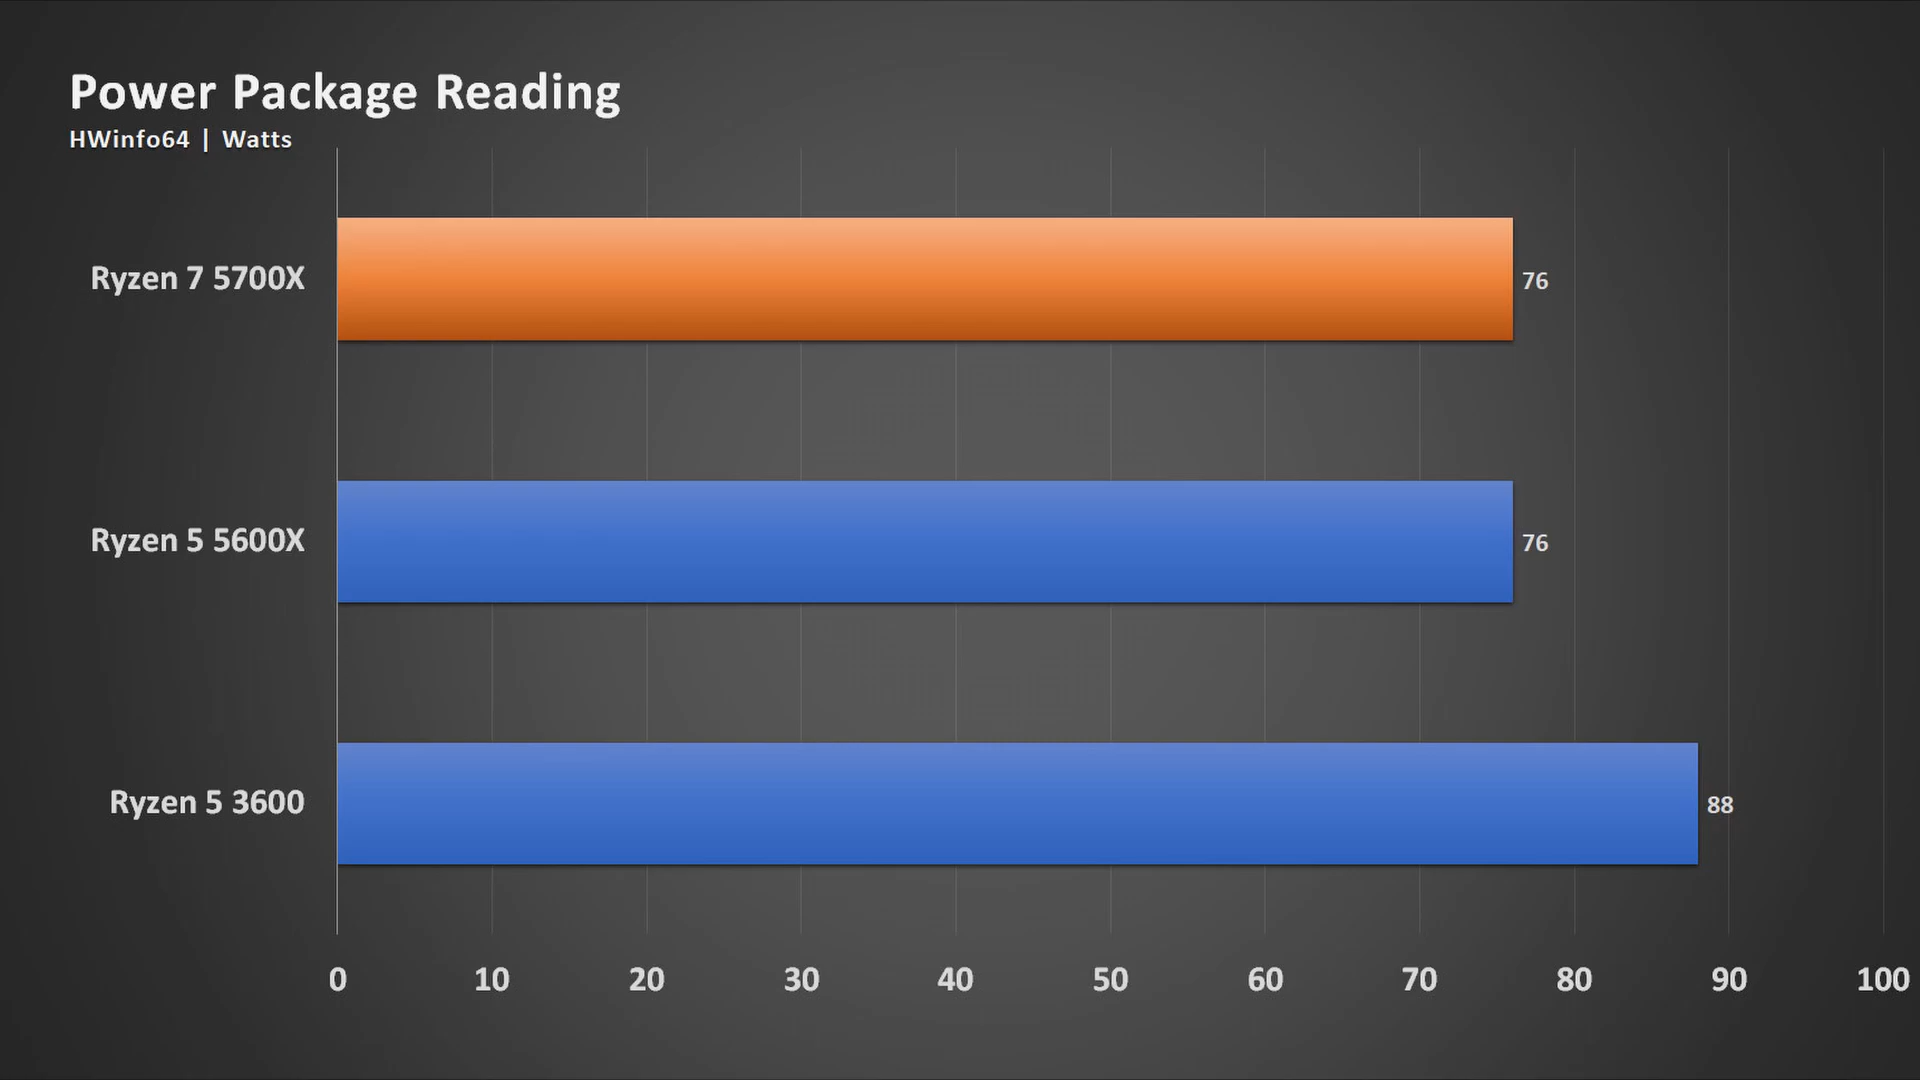 Power Package Reading
HWinfo64 | Watts
Ryzen 7 5700X
76
Ryzen 5 5600X
76
Ryzen 5 3600
88
0 10 20 30 40 50 60 70 80 90 100